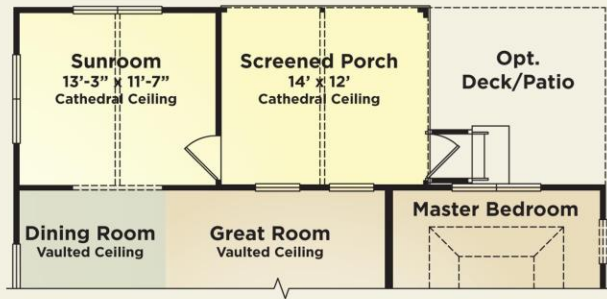 Sunroom
13'-3" x 11'-7"
Cathedral Ceiling
Screened Porch
14' x 12'
Cathedral Ceiling
Opt.
Deck/Patio
Dining Room
Vaulted Ceiling
Great Room
Vaulted Ceiling
Master Bedroom